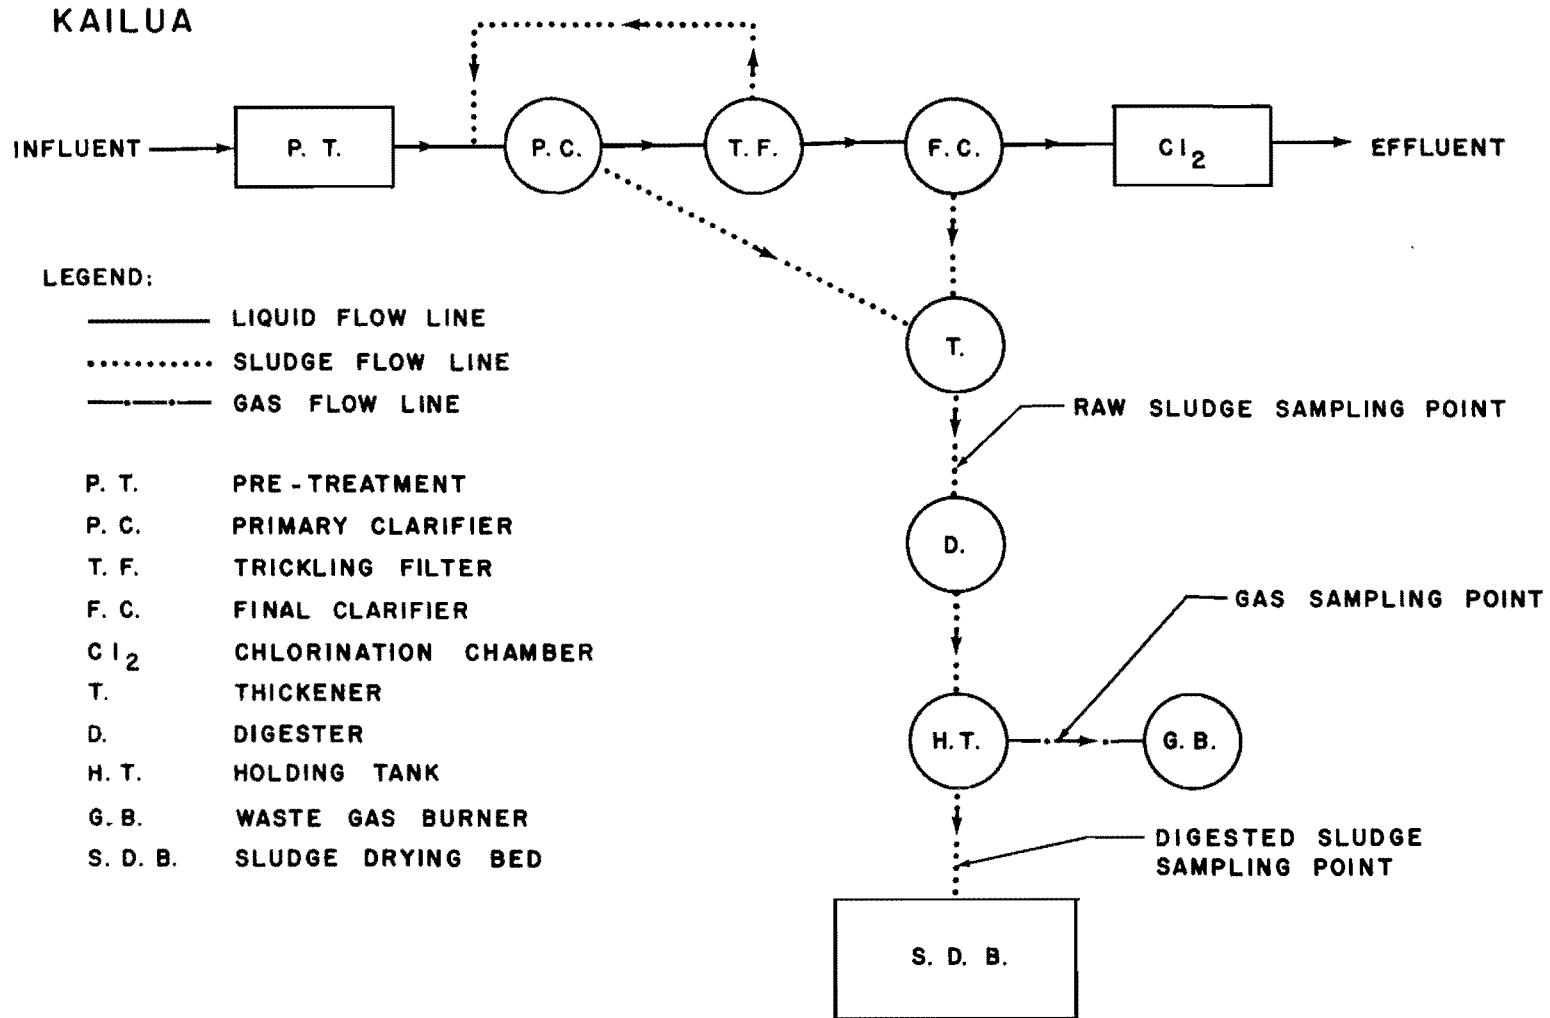 KAILUA
INFLUENT
P. T.
P. C.
T. F.
F. C.
Cl2
EFFLUENT
LEGEND:
LIQUID FLOW LINE
SLUDGE FLOW LINE
GAS FLOW LINE
P. T. PRE-TREATMENT
P. C. PRIMARY CLARIFIER
T. F. TRICKLING FILTER
F. C. FINAL CLARIFIER
Cl2 CHLORINATION CHAMBER
T. THICKENER
D. DIGESTER
H. T. HOLDING TANK
G. B. WASTE GAS BURNER
S. D. B. SLUDGE DRYING BED
T.
RAW SLUDGE SAMPLING POINT
D.
GAS SAMPLING POINT
H. T.
G. B.
DIGESTED SLUDGE
SAMPLING POINT
S. D. B.